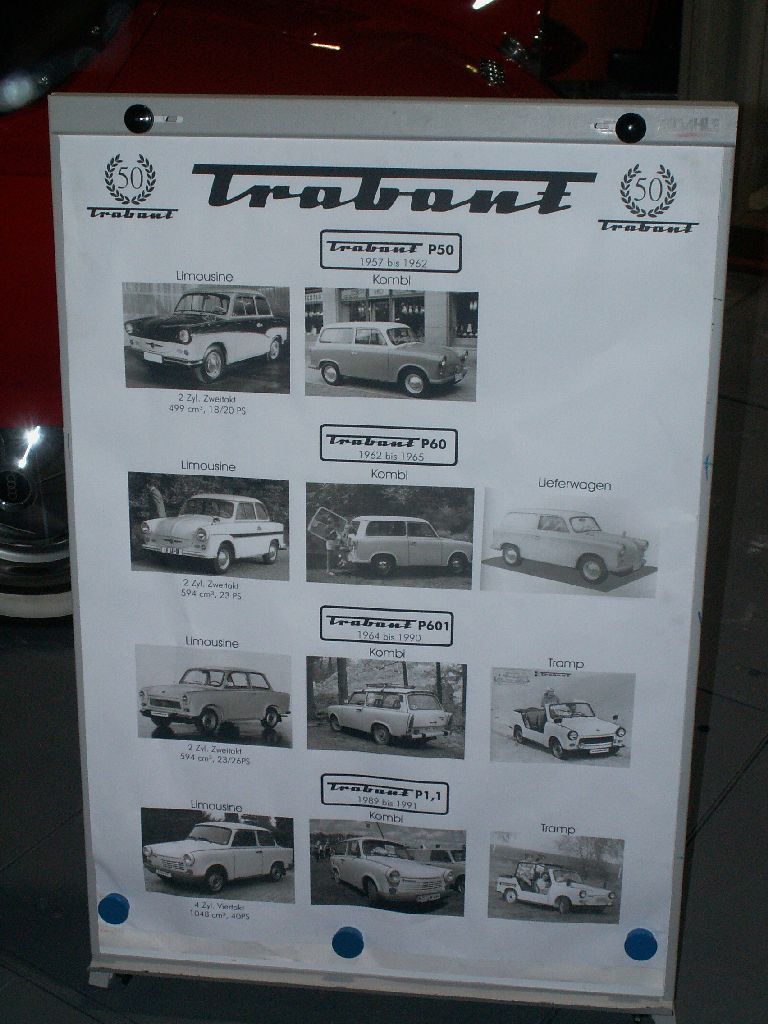 50
Trabant
Trabant
50
Trabant
Trabant P50
1957 bis 1962
Limousine
Kombi
2 Zyl. Zweitakt
499 cm³, 18/20 PS
Trabant P60
1962 bis 1965
Limousine
Kombi
Lieferwagen
2 Zyl. Zweitakt
594 cm³, 23 PS
Trabant P601
1964 bis 1990
Limousine
Kombi
Tramp
2 Zyl. Zweitakt
594 cm³, 23/26PS
Trabant P1,1
1989 bis 1991
Limousine
Kombi
Tramp
4 Zyl. Viertakt
1048 cm³, 40PS